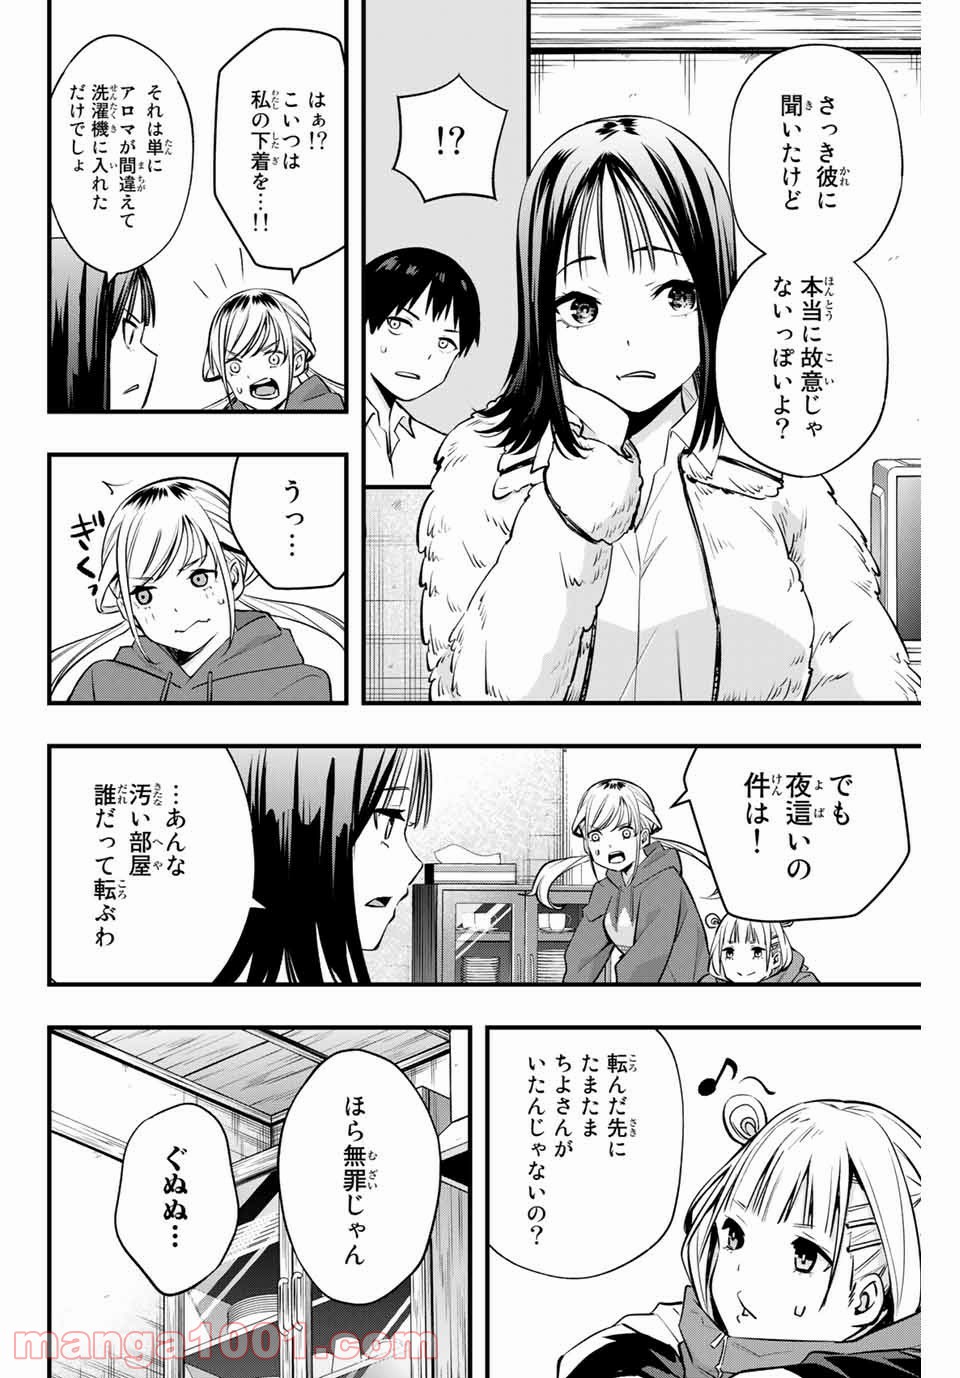 さっき彼に
聞いたけど
本当に故意じゃ
ないっぽいよ？
!?
はぁ!?
こいつは
私の下着を…!!
それは単に
アロマが間違えて
洗濯機に入れた
だけでしょ
うっ…
ぎくっ
でも
夜這いの
件は！
…あんな
汚い部屋
誰だって転ぶわ
転んだ先に
たまたま
ちよさんが
いたんじゃないの？
ほら無罪じゃん
ぐぬぬ…
manga1001.com